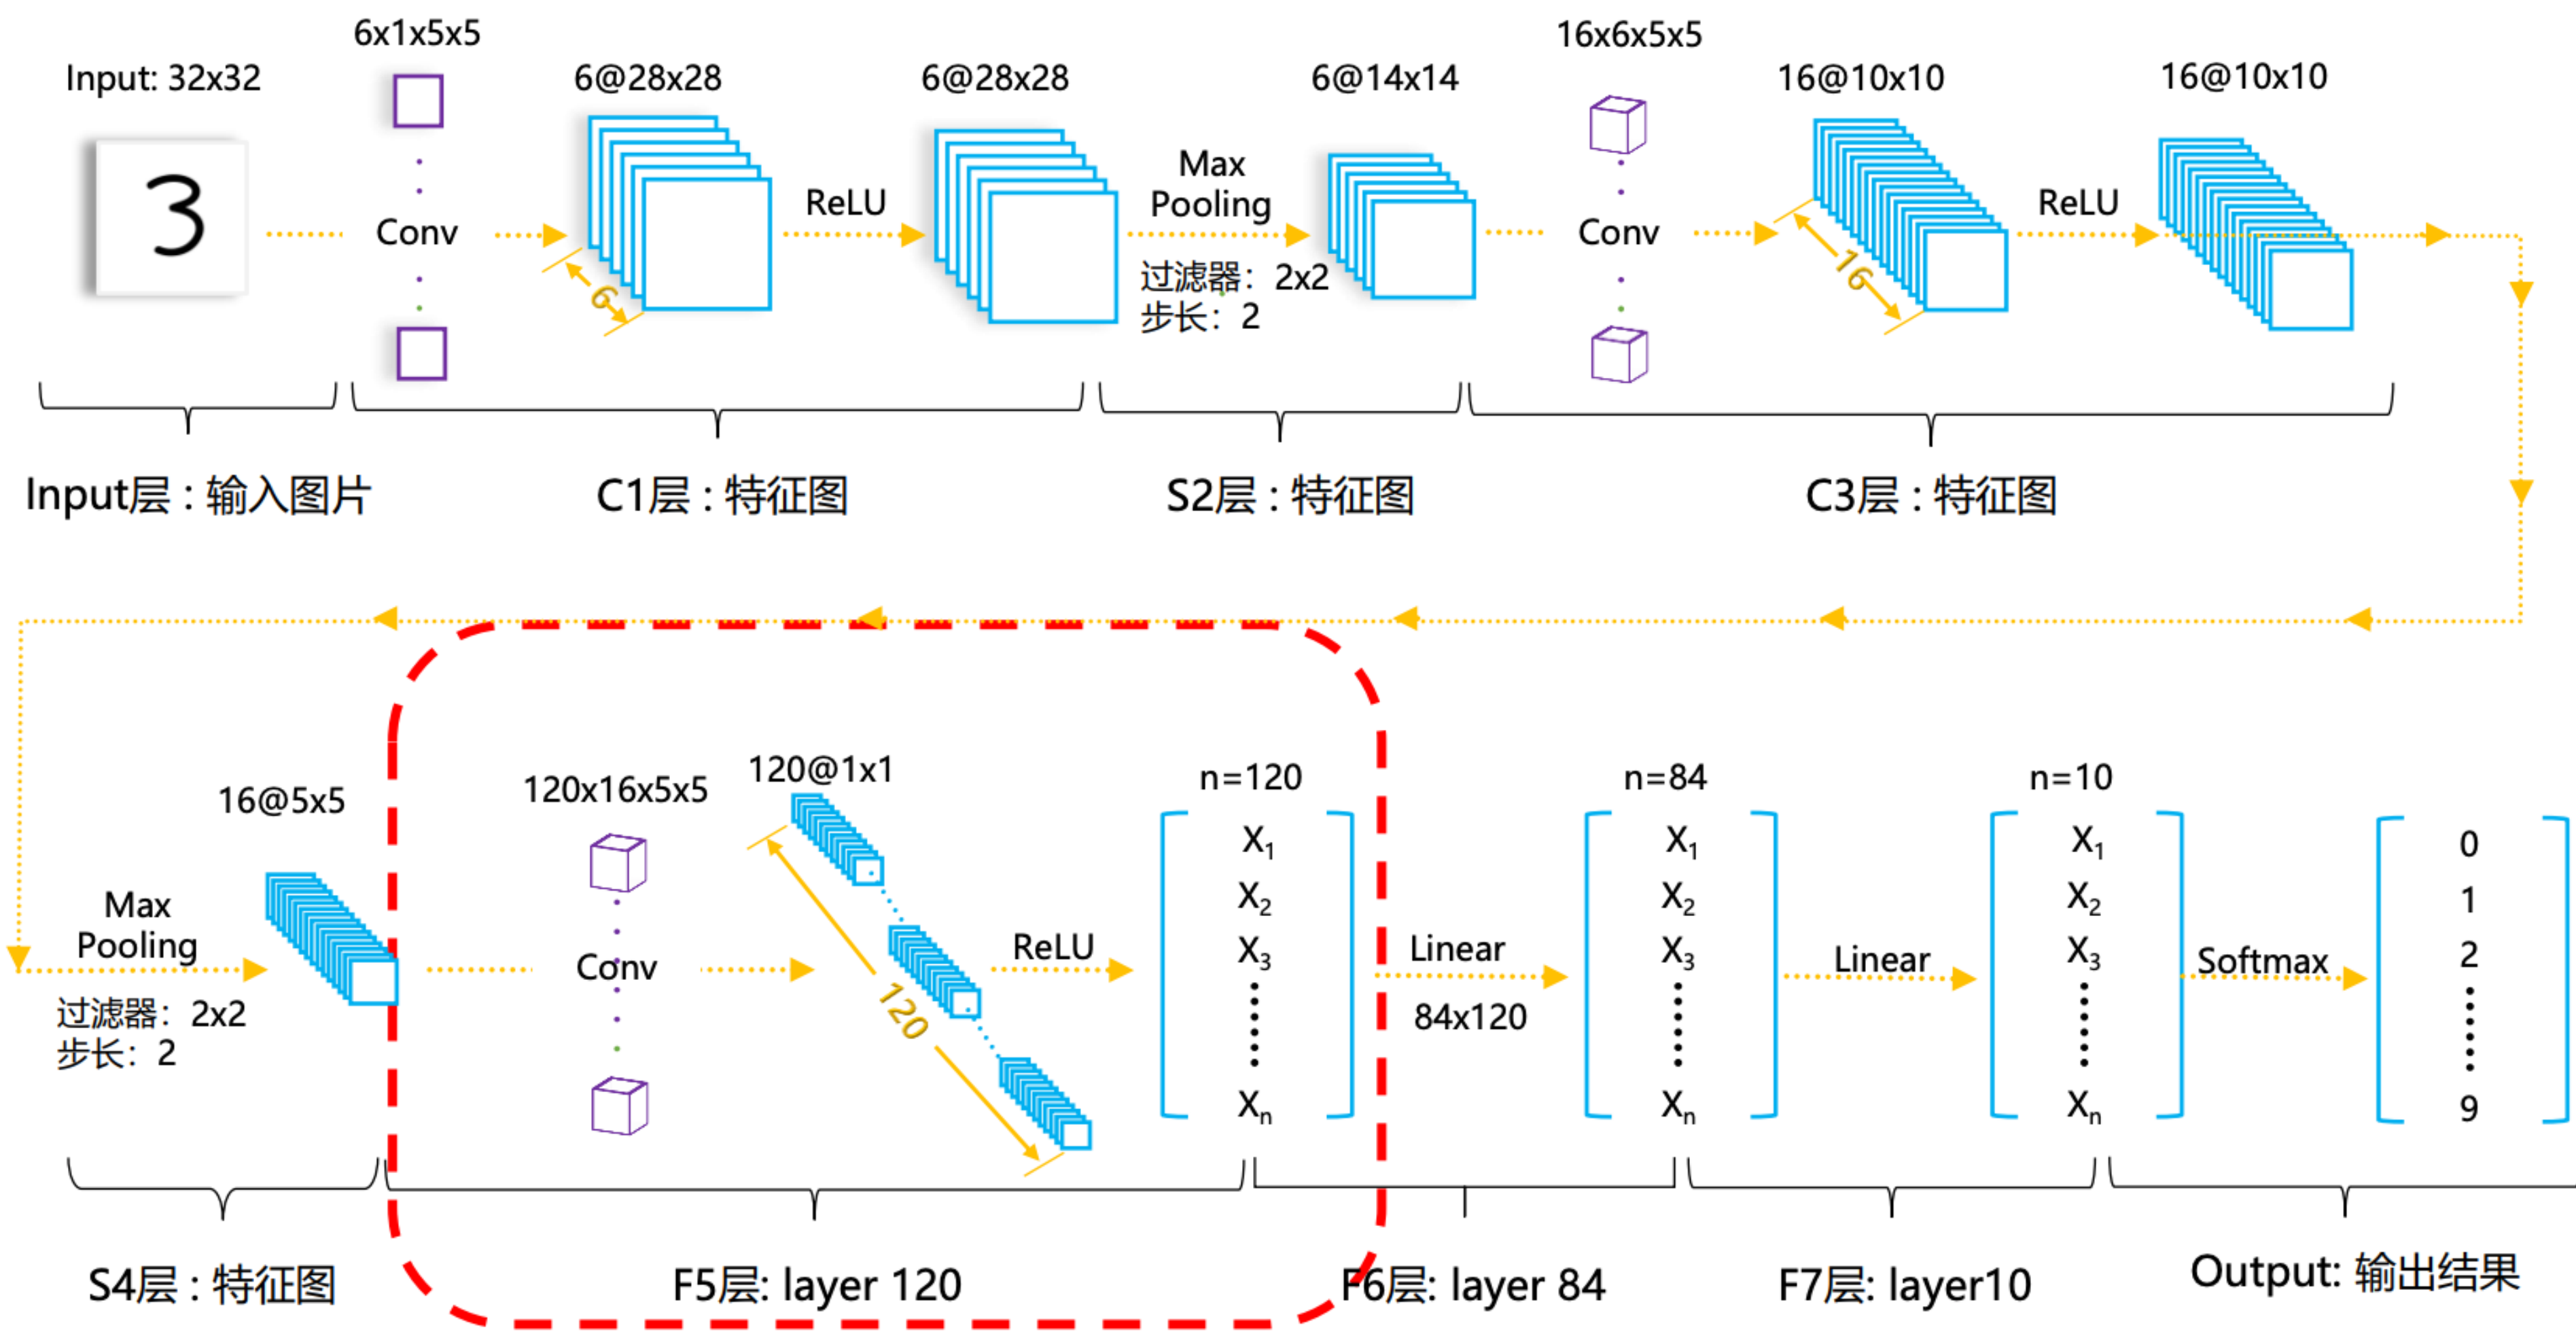 Input: 32x32
3
6x1x5x5
Conv
6@28x28
6
ReLU
6@28x28
Max
Pooling
过滤器：2x2
步长：2
6@14x14
16x6x5x5
Conv
16@10x10
16
ReLU
16@10x10
Input层 : 输入图片
C1层 : 特征图
S2层 : 特征图
C3层 : 特征图
Max
Pooling
过滤器：2x2
步长：2
16@5x5
120x16x5x5
Conv
120@1x1
120
ReLU
n=120
X1
X2
X3
Xn
Linear
84x120
n=84
X1
X2
X3
Xn
Linear
n=10
X1
X2
X3
Xn
Softmax
0
1
2
9
S4层 : 特征图
F5层: layer 120
F6层: layer 84
F7层: layer10
Output: 输出结果